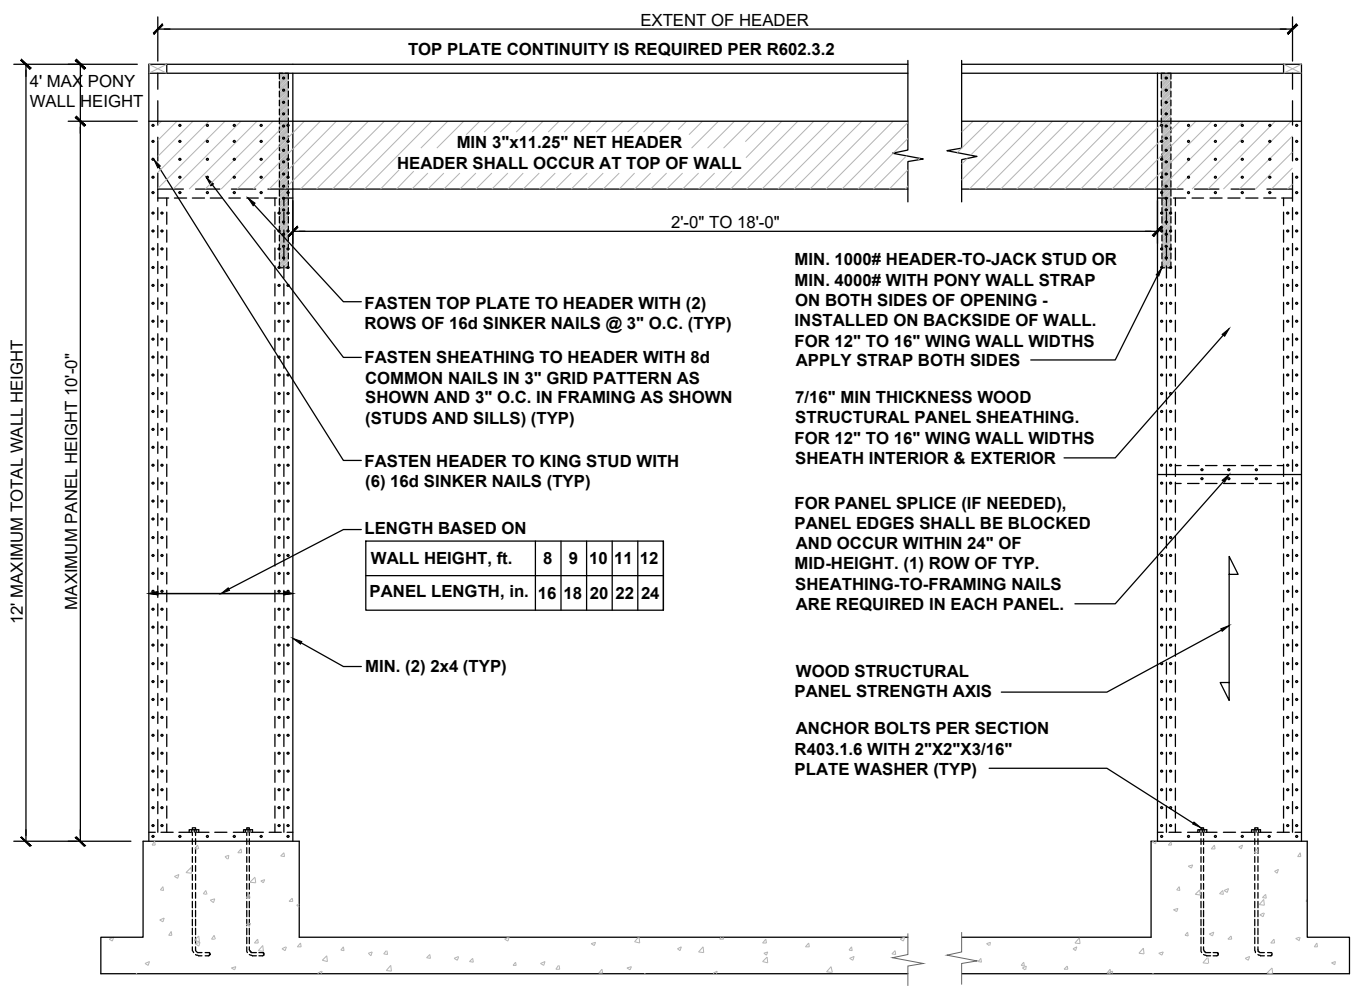 EXTENT OF HEADER
TOP PLATE CONTINUITY IS REQUIRED PER R602.3.2
4' MAX PONY
WALL HEIGHT
MIN 3"x11.25" NET HEADER
HEADER SHALL OCCUR AT TOP OF WALL
2'-0" TO 18'-0"
12' MAXIMUM TOTAL WALL HEIGHT
MAXIMUM PANEL HEIGHT 10'-0"
FASTEN TOP PLATE TO HEADER WITH (2)
ROWS OF 16d SINKER NAILS @ 3" O.C. (TYP)
FASTEN SHEATHING TO HEADER WITH 8d
COMMON NAILS IN 3" GRID PATTERN AS
SHOWN AND 3" O.C. IN FRAMING AS SHOWN
(STUDS AND SILLS) (TYP)
FASTEN HEADER TO KING STUD WITH
(6) 16d SINKER NAILS (TYP)
LENGTH BASED ON
WALL HEIGHT, ft. 8 9 10 11 12
PANEL LENGTH, in. 16 18 20 22 24
MIN. (2) 2x4 (TYP)
MIN. 1000# HEADER-TO-JACK STUD OR
MIN. 4000# WITH PONY WALL STRAP
ON BOTH SIDES OF OPENING -
INSTALLED ON BACKSIDE OF WALL.
FOR 12" TO 16" WING WALL WIDTHS
APPLY STRAP BOTH SIDES
7/16" MIN THICKNESS WOOD
STRUCTURAL PANEL SHEATHING.
FOR 12" TO 16" WING WALL WIDTHS
SHEATH INTERIOR & EXTERIOR
FOR PANEL SPLICE (IF NEEDED),
PANEL EDGES SHALL BE BLOCKED
AND OCCUR WITHIN 24" OF
MID-HEIGHT. (1) ROW OF TYP.
SHEATHING-TO-FRAMING NAILS
ARE REQUIRED IN EACH PANEL.
WOOD STRUCTURAL
PANEL STRENGTH AXIS
ANCHOR BOLTS PER SECTION
R403.1.6 WITH 2"X2"X3/16"
PLATE WASHER (TYP)